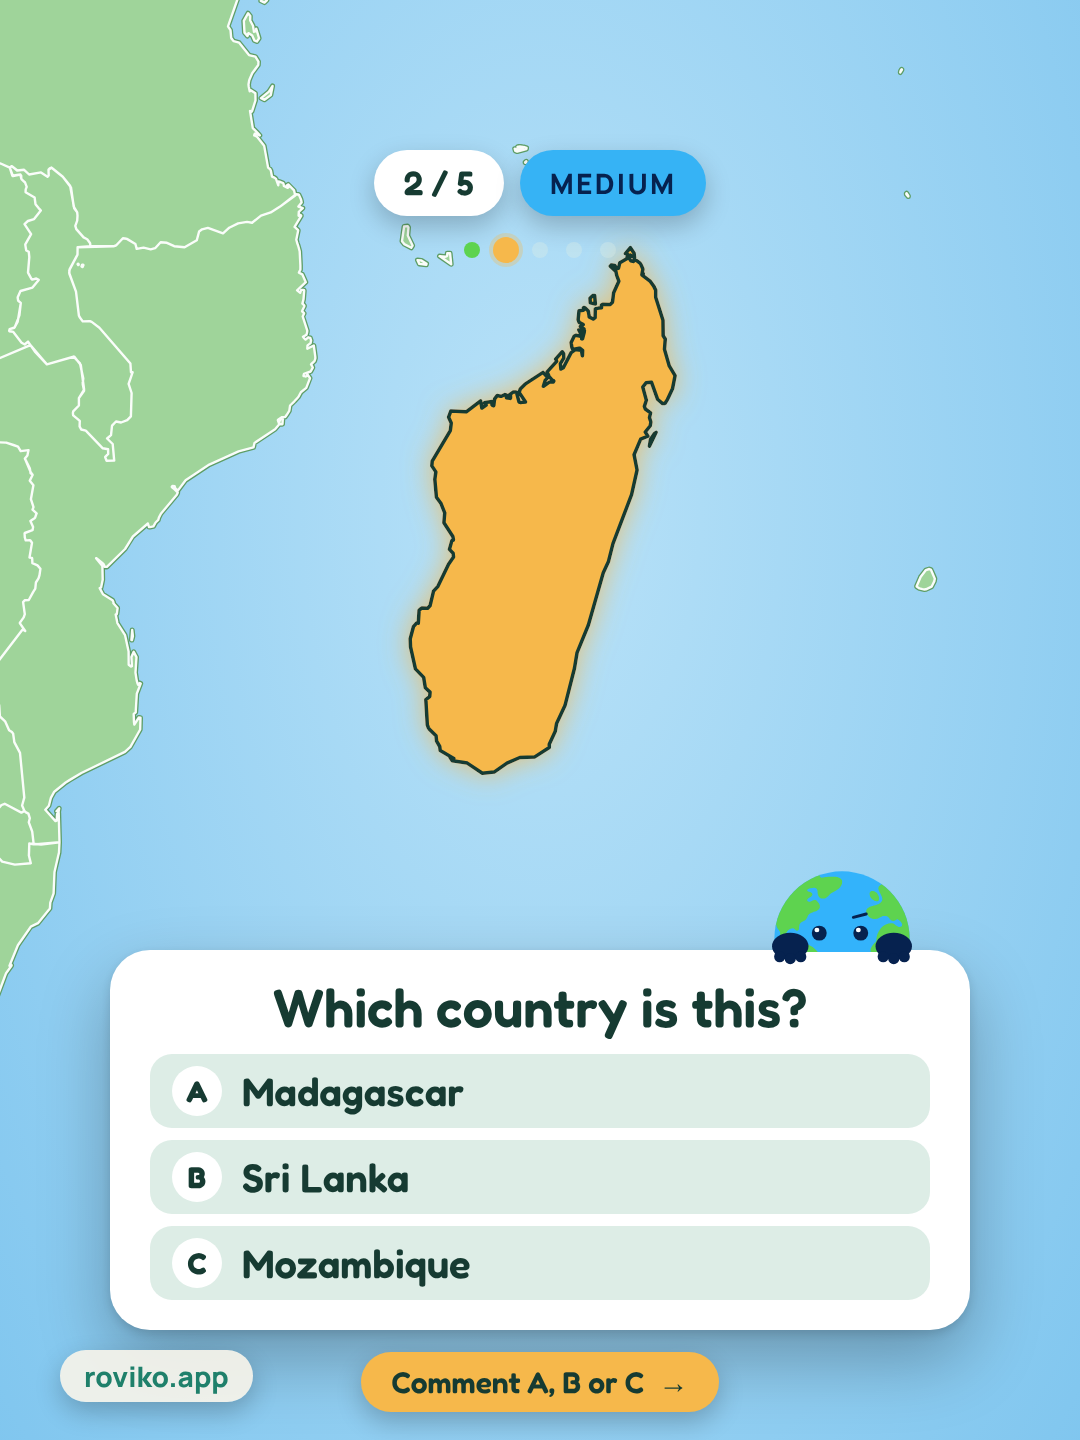 2 / 5
MEDIUM
Which country is this?
A Madagascar
B Sri Lanka
C Mozambique
roviko.app
Comment A, B or C →